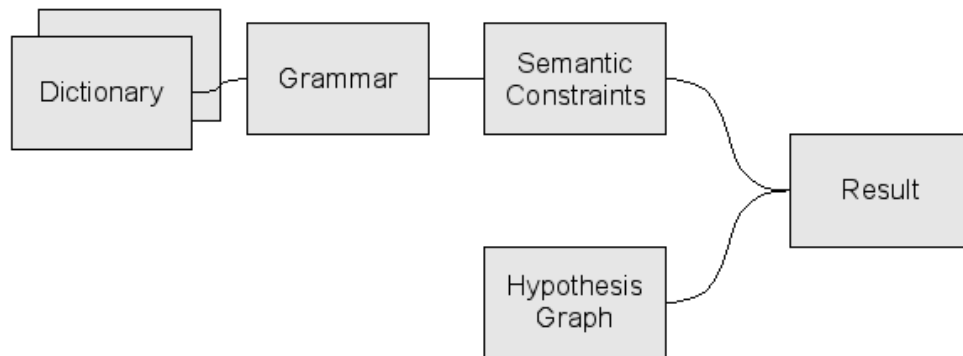 Dictionary
Grammar
Semantic
Constraints
Result
Hypothesis
Graph